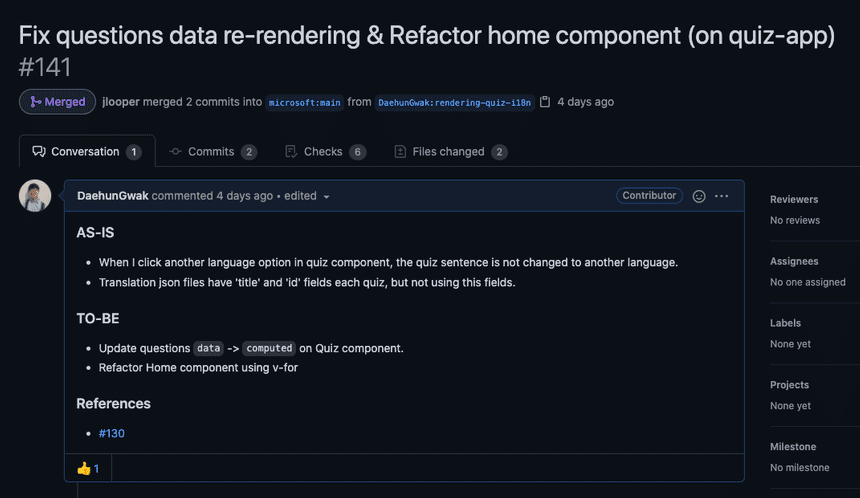 Fix questions data re-rendering & Refactor home component (on quiz-app)
#141
Merged jlooper merged 2 commits into microsoft:main from DaehunGwak:rendering-quiz-i18n 4 days ago
Conversation 1 Commits 2 Checks 6 Files changed 2
DaehunGwak commented 4 days ago • edited Contributor
AS-IS
• When I click another language option in quiz component, the quiz sentence is not changed to another language.
• Translation json files have 'title' and 'id' fields each quiz, but not using this fields.
TO-BE
• Update questions data -> computed on Quiz component.
• Refactor Home component using v-for
References
• #130
👍 1
Reviewers
No reviews
Assignees
No one assigned
Labels
None yet
Projects
None yet
Milestone
No milestone